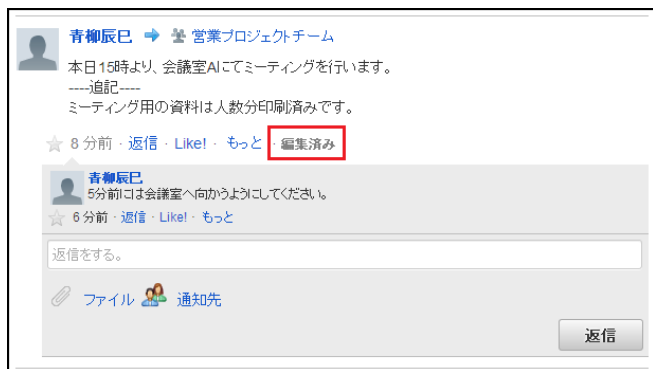 青柳辰巳 営業プロジェクトチーム
本日15時より、会議室Aにてミーティングを行います。
----追記----
ミーティング用の資料は人数分印刷済みです。
8 分前 · 返信 · Like! · もっと · 編集済み
青柳辰巳
5分前には会議室へ向かうようにしてください。
6 分前 · 返信 · Like! · もっと
返信をする。
ファイル 通知先
返信